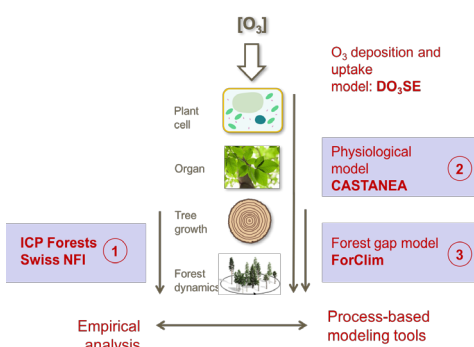 [O₃]
O₃ deposition and
uptake
model: DO₃SE
Plant
cell
Organ
Physiological
model
CASTANEA
2
Tree
growth
ICP Forests
Swiss NFI
1
Forest gap model
ForClim
3
Forest
dynamics
Empirical
analysis
Process-based
modeling tools